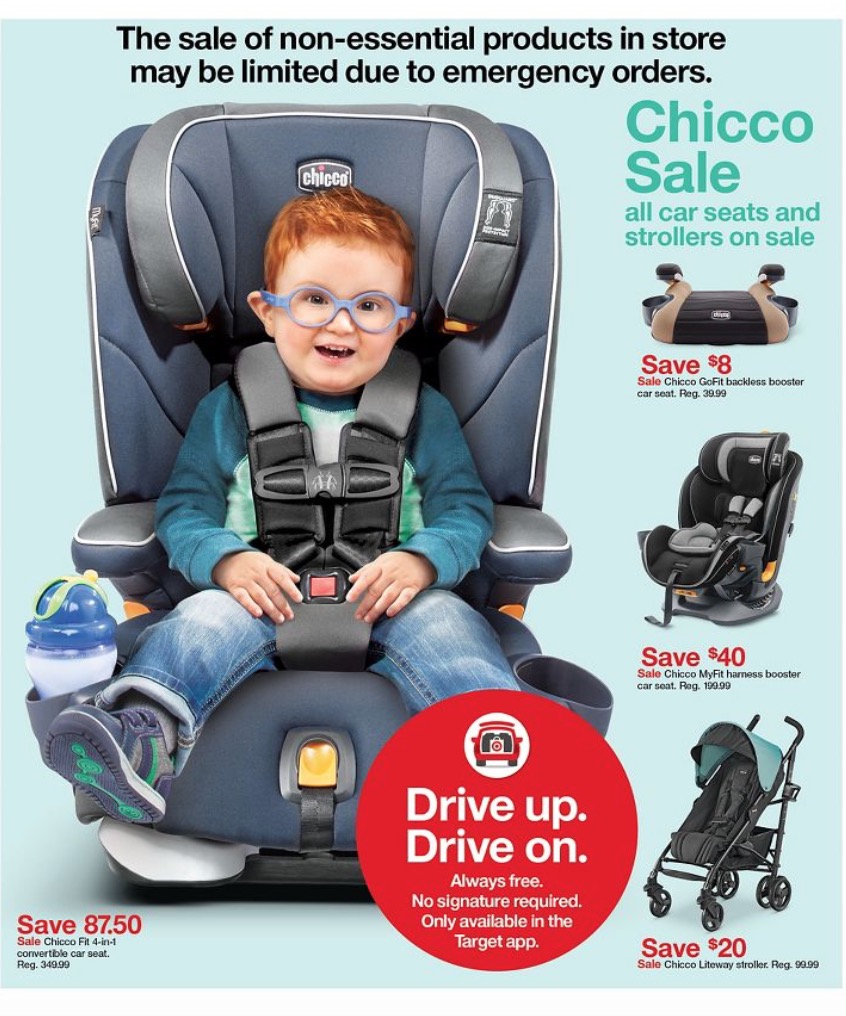 The sale of non-essential products in store
may be limited due to emergency orders.
Chicco
Sale
all car seats and
strollers on sale
chicco
MyFit
chicco
Save $8
Sale Chicco GoFit backless booster
car seat. Reg. 39.99
chicco
Save $40
Sale Chicco MyFit harness booster
car seat. Reg. 199.99
Drive up.
Drive on.
Always free.
No signature required.
Only available in the
Target app.
Save 87.50
Sale Chicco Fit 4-in-1
convertible car seat.
Reg. 349.99
Save $20
Sale Chicco Liteway stroller. Reg. 99.99